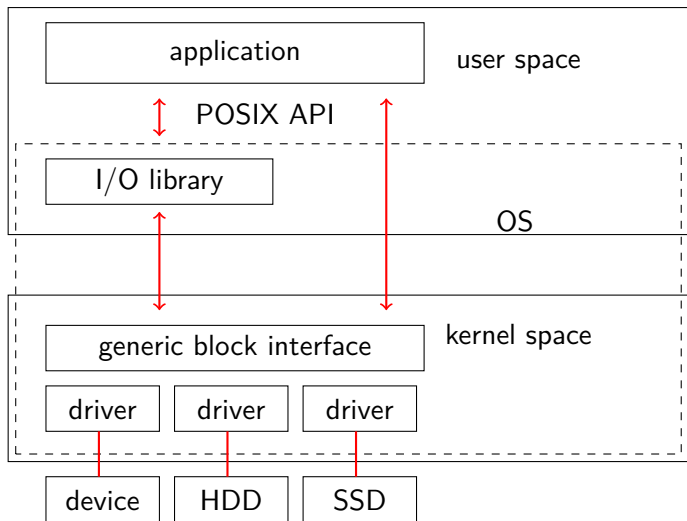 application
user space
POSIX API
I/O library
OS
generic block interface
kernel space
driver driver driver
device HDD SSD